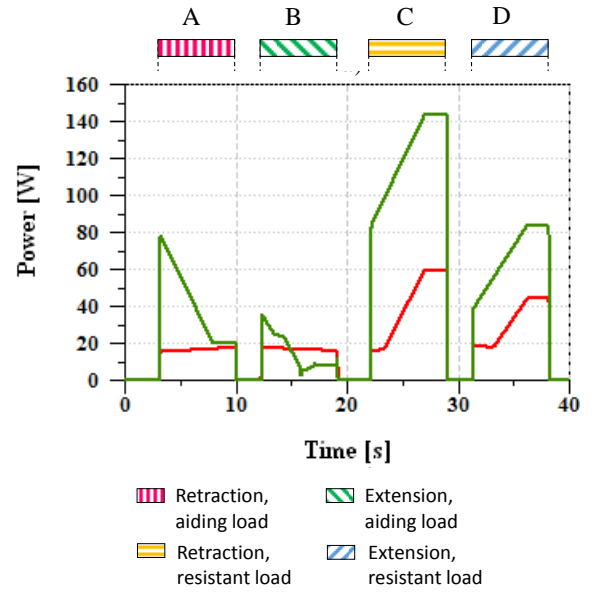 A B C D
160
140
120
100
80
60
40
20
0
Power [W]
0 10 20 30 40
Time [s]
Retraction,
aiding load
Extension,
aiding load
Retraction,
resistant load
Extension,
resistant load